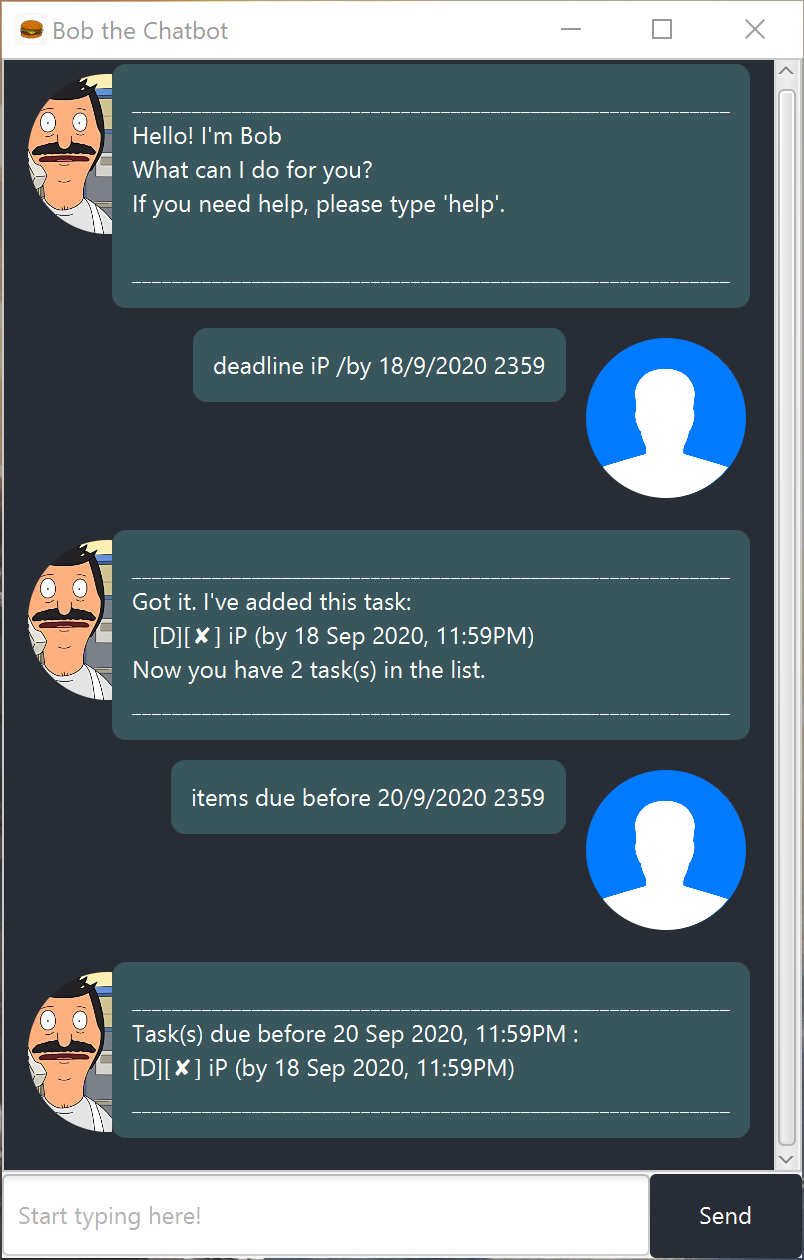 Bob the Chatbot
____________________________________________________________
Hello! I'm Bob
What can I do for you?
If you need help, please type 'help'.
____________________________________________________________
deadline iP /by 18/9/2020 2359
____________________________________________________________
Got it. I've added this task:
[D][✘] iP (by 18 Sep 2020, 11:59PM)
Now you have 2 task(s) in the list.
____________________________________________________________
items due before 20/9/2020 2359
____________________________________________________________
Task(s) due before 20 Sep 2020, 11:59PM :
[D][✘] iP (by 18 Sep 2020, 11:59PM)
____________________________________________________________
Start typing here!
Send